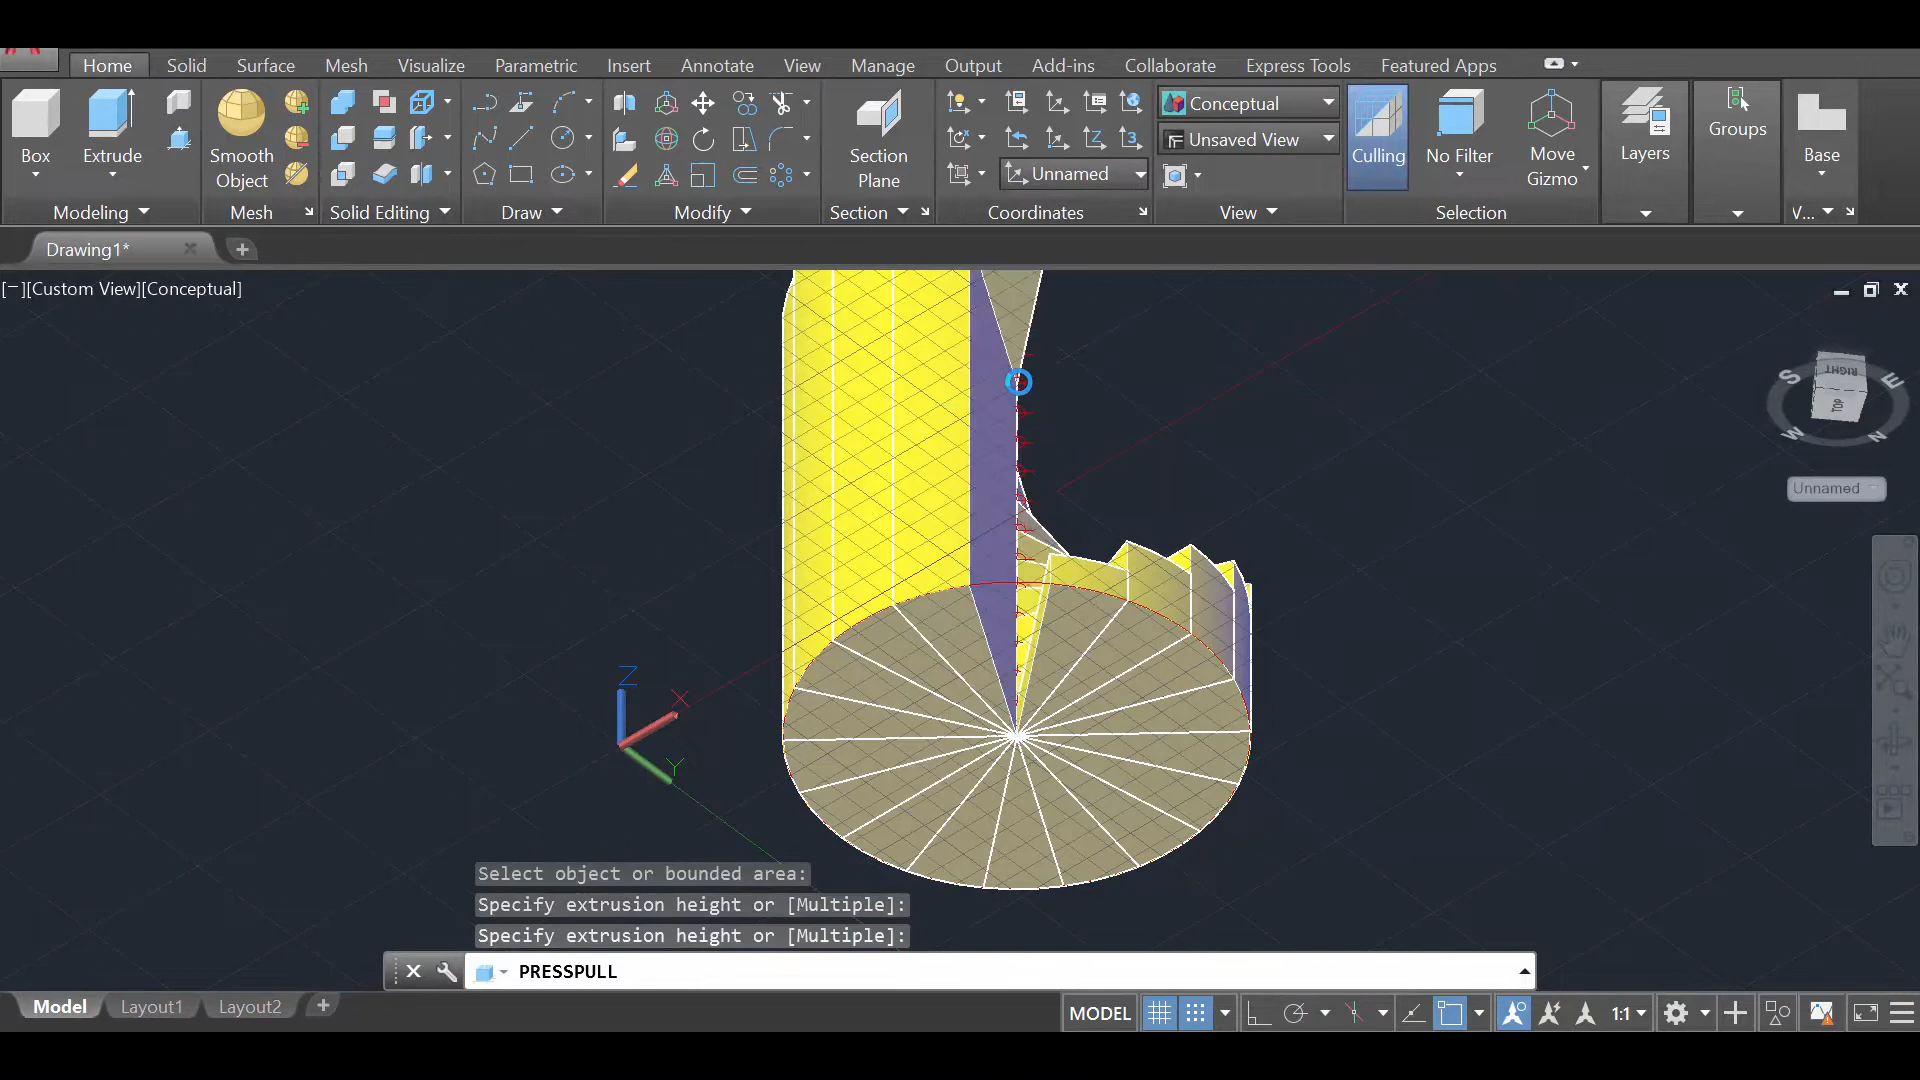 Home Solid Surface Mesh Visualize Parametric Insert Annotate View Manage Output Add-ins Collaborate Express Tools Featured Apps
Box
Extrude
Smooth
Object
Section
Plane
Unnamed
Conceptual
Unsaved View
Culling
No Filter
Move
Gizmo
Layers
Groups
Base
Modeling Mesh Solid Editing Draw Modify Section Coordinates View Selection V...
Drawing1*
[−][Custom View][Conceptual]
RIGHT
TOP
S
E
W
N
Unnamed
Z
X
Y
Select object or bounded area:
Specify extrusion height or [Multiple]:
Specify extrusion height or [Multiple]:
PRESSPULL
Model Layout1 Layout2
MODEL 1:1